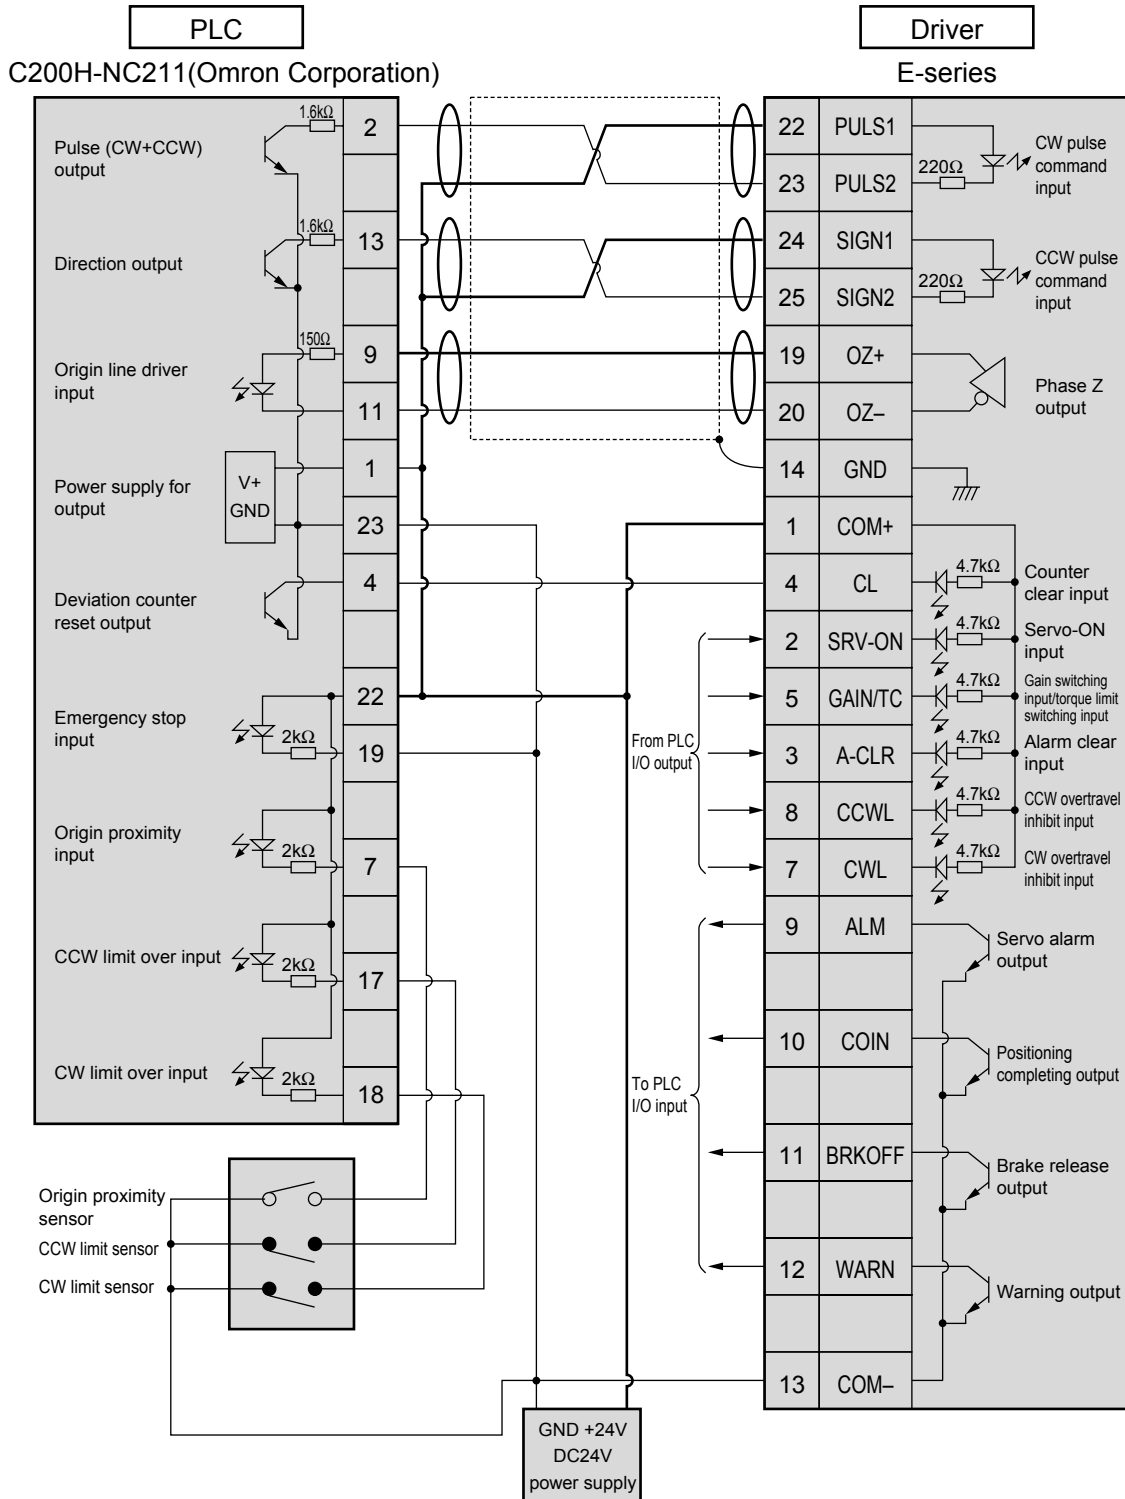 PLC
Driver
C200H-NC211(Omron Corporation)
E-series
Pulse (CW+CCW)
output
1.6kΩ
2
22
PULS1
CW pulse
command
input
23
PULS2
220Ω
Direction output
1.6kΩ
13
24
SIGN1
CCW pulse
command
input
25
SIGN2
220Ω
Origin line driver
input
150Ω
9
11
19
OZ+
20
OZ–
Phase Z
output
Power supply for
output
V+
GND
1
23
14
GND
1
COM+
Deviation counter
reset output
4
4
CL
4.7kΩ
Counter
clear input
2
SRV-ON
4.7kΩ
Servo-ON
input
Emergency stop
input
2kΩ
22
19
5
GAIN/TC
4.7kΩ
Gain switching
input/torque limit
switching input
From PLC
I/O output
3
A-CLR
4.7kΩ
Alarm clear
input
Origin proximity
input
2kΩ
7
8
CCWL
4.7kΩ
CCW overtravel
inhibit input
7
CWL
4.7kΩ
CW overtravel
inhibit input
CCW limit over input
2kΩ
17
9
ALM
Servo alarm
output
CW limit over input
2kΩ
18
10
COIN
Positioning
completing output
To PLC
I/O input
11
BRKOFF
Brake release
output
Origin proximity
sensor
CCW limit sensor
CW limit sensor
12
WARN
Warning output
13
COM–
GND +24V
DC24V
power supply